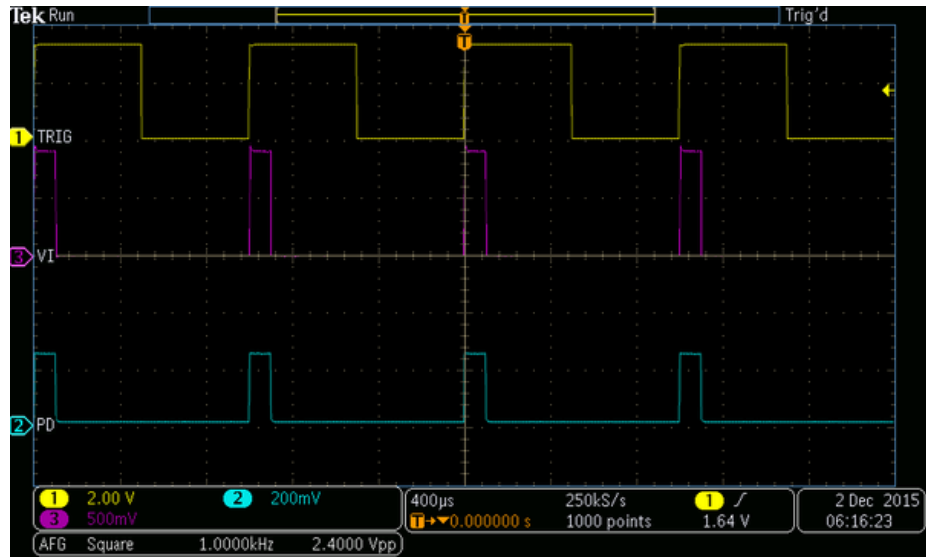 Tek Run Trig'd
T
T
1 TRIG
3 VI
2 PD
1 2.00 V 2 200mV
3 500mV
400µs 250kS/s 1 ∫
T→▼0.000000 s 1000 points 1.64 V
2 Dec 2015
06:16:23
AFG Square 1.0000kHz 2.4000 Vpp